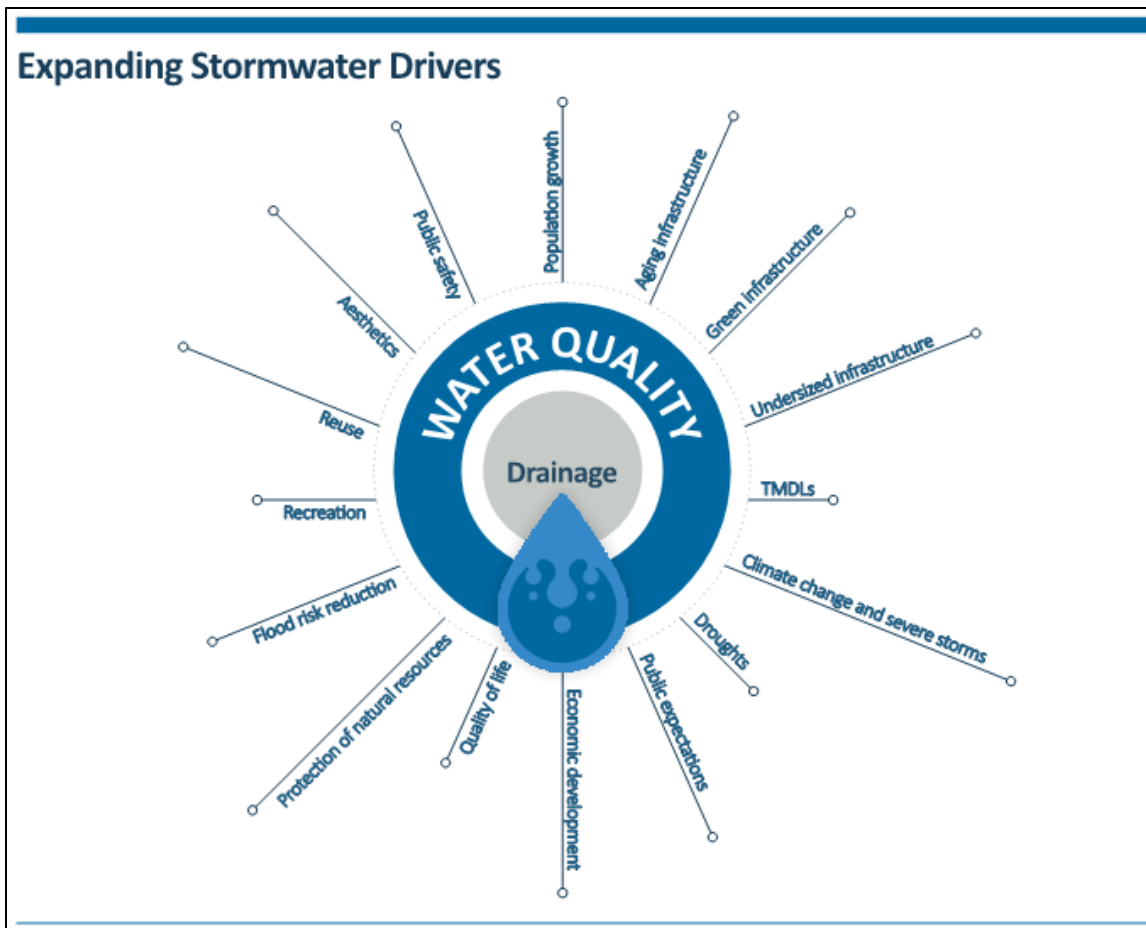 Expanding Stormwater Drivers
Population growth
Aging infrastructure
Green infrastructure
Undersized infrastructure
TMDLs
Climate change and severe storms
Droughts
Public expectations
Economic development
Quality of life
Protection of natural resources
Flood risk reduction
Recreation
Reuse
Aesthetics
Public safety
WATER QUALITY
Drainage